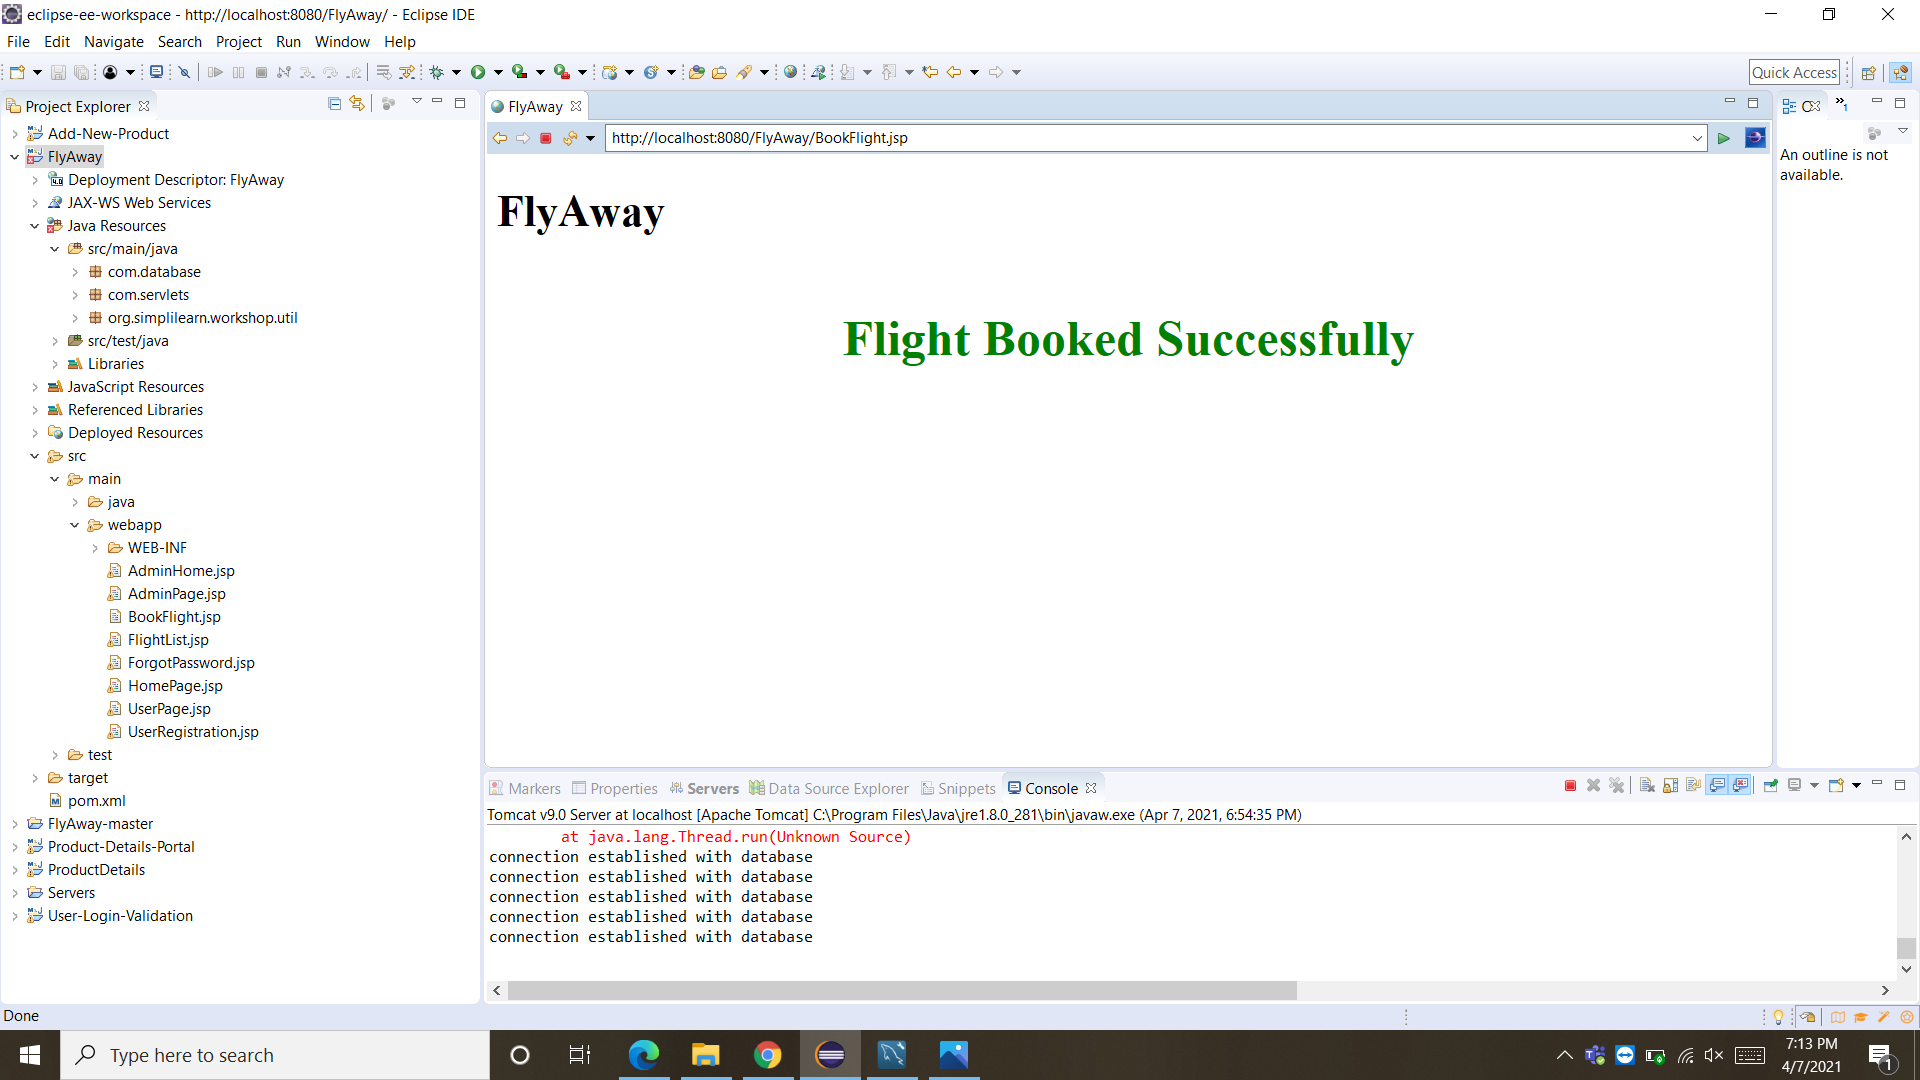 eclipse-ee-workspace - http://localhost:8080/FlyAway/ - Eclipse IDE
File Edit Navigate Search Project Run Window Help
Quick Access
Project Explorer
Add-New-Product
FlyAway
Deployment Descriptor: FlyAway
JAX-WS Web Services
Java Resources
src/main/java
com.database
com.servlets
org.simplilearn.workshop.util
src/test/java
Libraries
JavaScript Resources
Referenced Libraries
Deployed Resources
src
main
java
webapp
WEB-INF
AdminHome.jsp
AdminPage.jsp
BookFlight.jsp
FlightList.jsp
ForgotPassword.jsp
HomePage.jsp
UserPage.jsp
UserRegistration.jsp
test
target
pom.xml
FlyAway-master
Product-Details-Portal
ProductDetails
Servers
User-Login-Validation
FlyAway
http://localhost:8080/FlyAway/BookFlight.jsp
FlyAway
Flight Booked Successfully
An outline is not
available.
Markers Properties Servers Data Source Explorer Snippets Console
Tomcat v9.0 Server at localhost [Apache Tomcat] C:\Program Files\Java\jre1.8.0_281\bin\javaw.exe (Apr 7, 2021, 6:54:35 PM)
at java.lang.Thread.run(Unknown Source)
connection established with database
connection established with database
connection established with database
connection established with database
connection established with database
Done
Type here to search
7:13 PM
4/7/2021
1